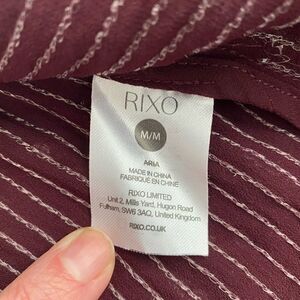 RIXO
M/M
ARIA
MADE IN CHINA
FABRIQUÉ EN CHINE
RIXO LIMITED
Unit 2, Mills Yard, Hugon Road
Fulham, SW6 3AQ, United Kingdom
RIXO.CO.UK